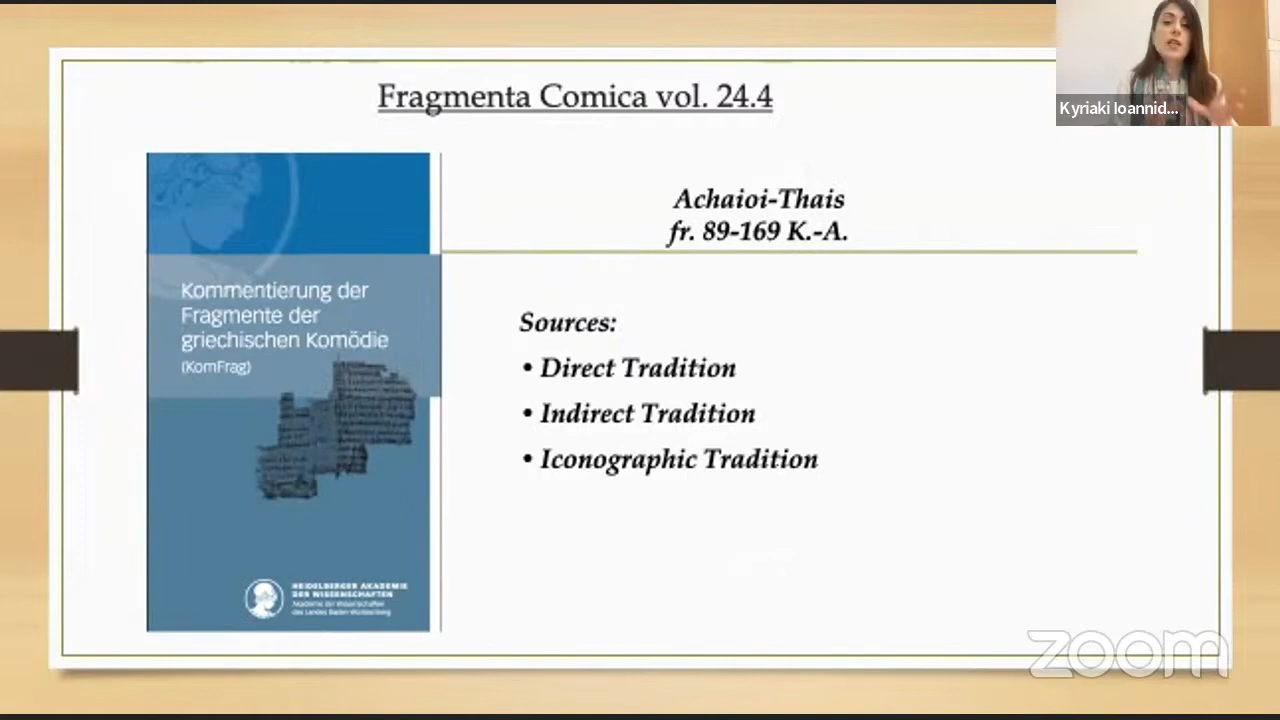 Fragmenta Comica vol. 24.4
Kyriaki Ioannid...
Achaioi-Thais
fr. 89-169 K.-A.
Kommentierung der
Fragmente der
griechischen Komödie
(KomFrag)
Sources:
• Direct Tradition
• Indirect Tradition
• Iconographic Tradition
HEIDELBERGER AKADEMIE
DER WISSENSCHAFTEN
Akademie der Wissenschaften
des Landes Baden-Württemberg
zoom